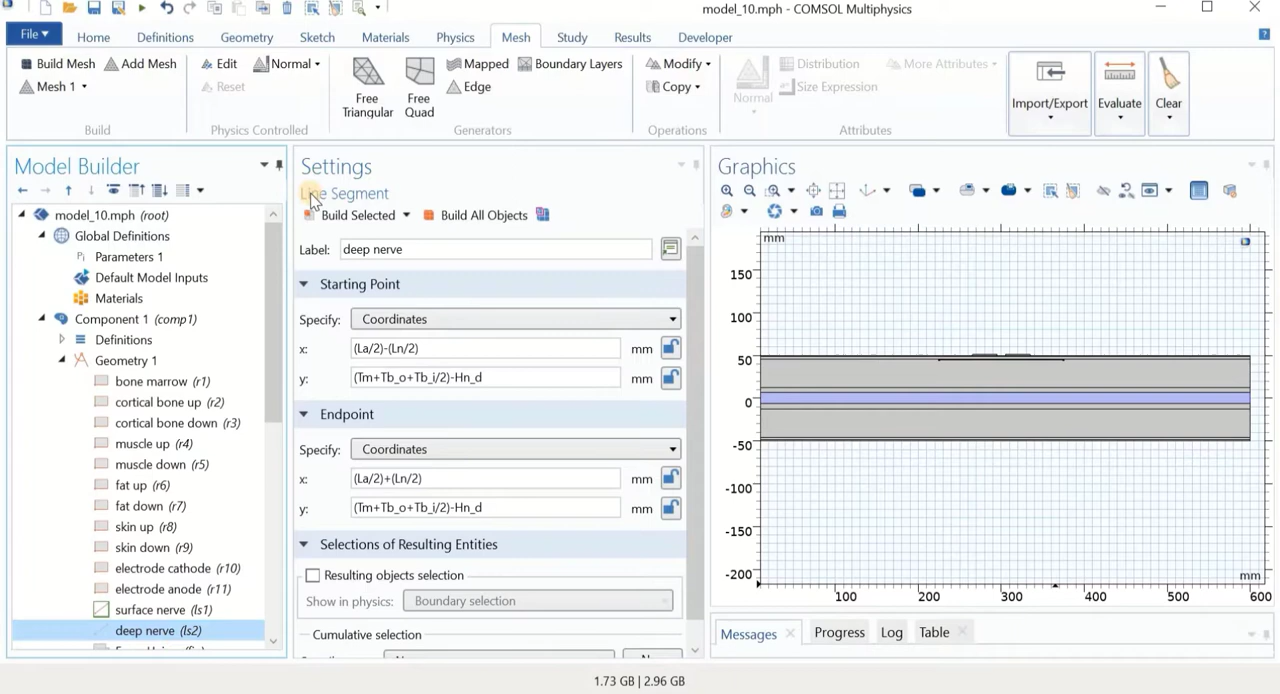 model_10.mph - COMSOL Multiphysics
File
Home
Definitions
Geometry
Sketch
Materials
Physics
Mesh
Study
Results
Developer
Build Mesh
Add Mesh
Mesh 1
Build
Edit
Normal
Reset
Physics Controlled
Free
Triangular
Free
Quad
Mapped
Boundary Layers
Edge
Generators
Modify
Copy
Operations
Normal
Distribution
More Attributes
Size Expression
Attributes
Import/Export
Evaluate
Clear
Model Builder
model_10.mph (root)
Global Definitions
Pi Parameters 1
Default Model Inputs
Materials
Component 1 (comp1)
Definitions
Geometry 1
bone marrow (r1)
cortical bone up (r2)
cortical bone down (r3)
muscle up (r4)
muscle down (r5)
fat up (r6)
fat down (r7)
skin up (r8)
skin down (r9)
electrode cathode (r10)
electrode anode (r11)
surface nerve (ls1)
deep nerve (ls2)
Settings
Line Segment
Build Selected
Build All Objects
Label: deep nerve
Starting Point
Specify: Coordinates
x: (La/2)-(Ln/2) mm
y: (Tm+Tb_o+Tb_i/2)-Hn_d mm
Endpoint
Specify: Coordinates
x: (La/2)+(Ln/2) mm
y: (Tm+Tb_o+Tb_i/2)-Hn_d mm
Selections of Resulting Entities
Resulting objects selection
Show in physics: Boundary selection
Cumulative selection
Graphics
mm
150
100
50
0
-50
-100
-150
-200
mm
100
200
300
400
500
600
Messages
Progress
Log
Table
1.73 GB | 2.96 GB